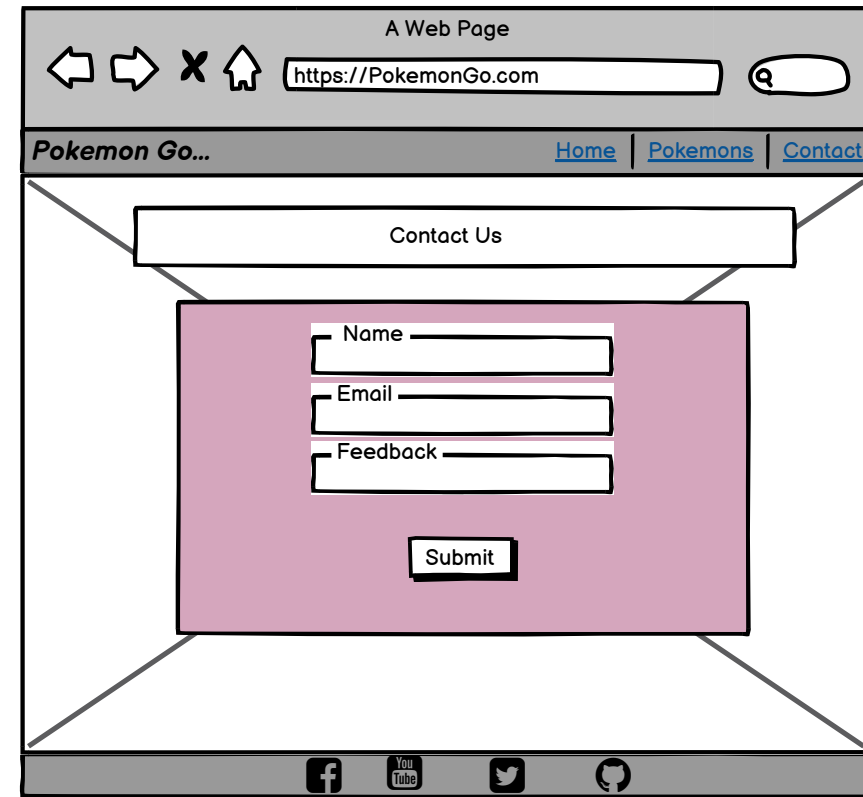 A Web Page
https://PokemonGo.com
Pokemon Go...
Home Pokemons Contact
Contact Us
Name
Email
Feedback
Submit
You
Tube